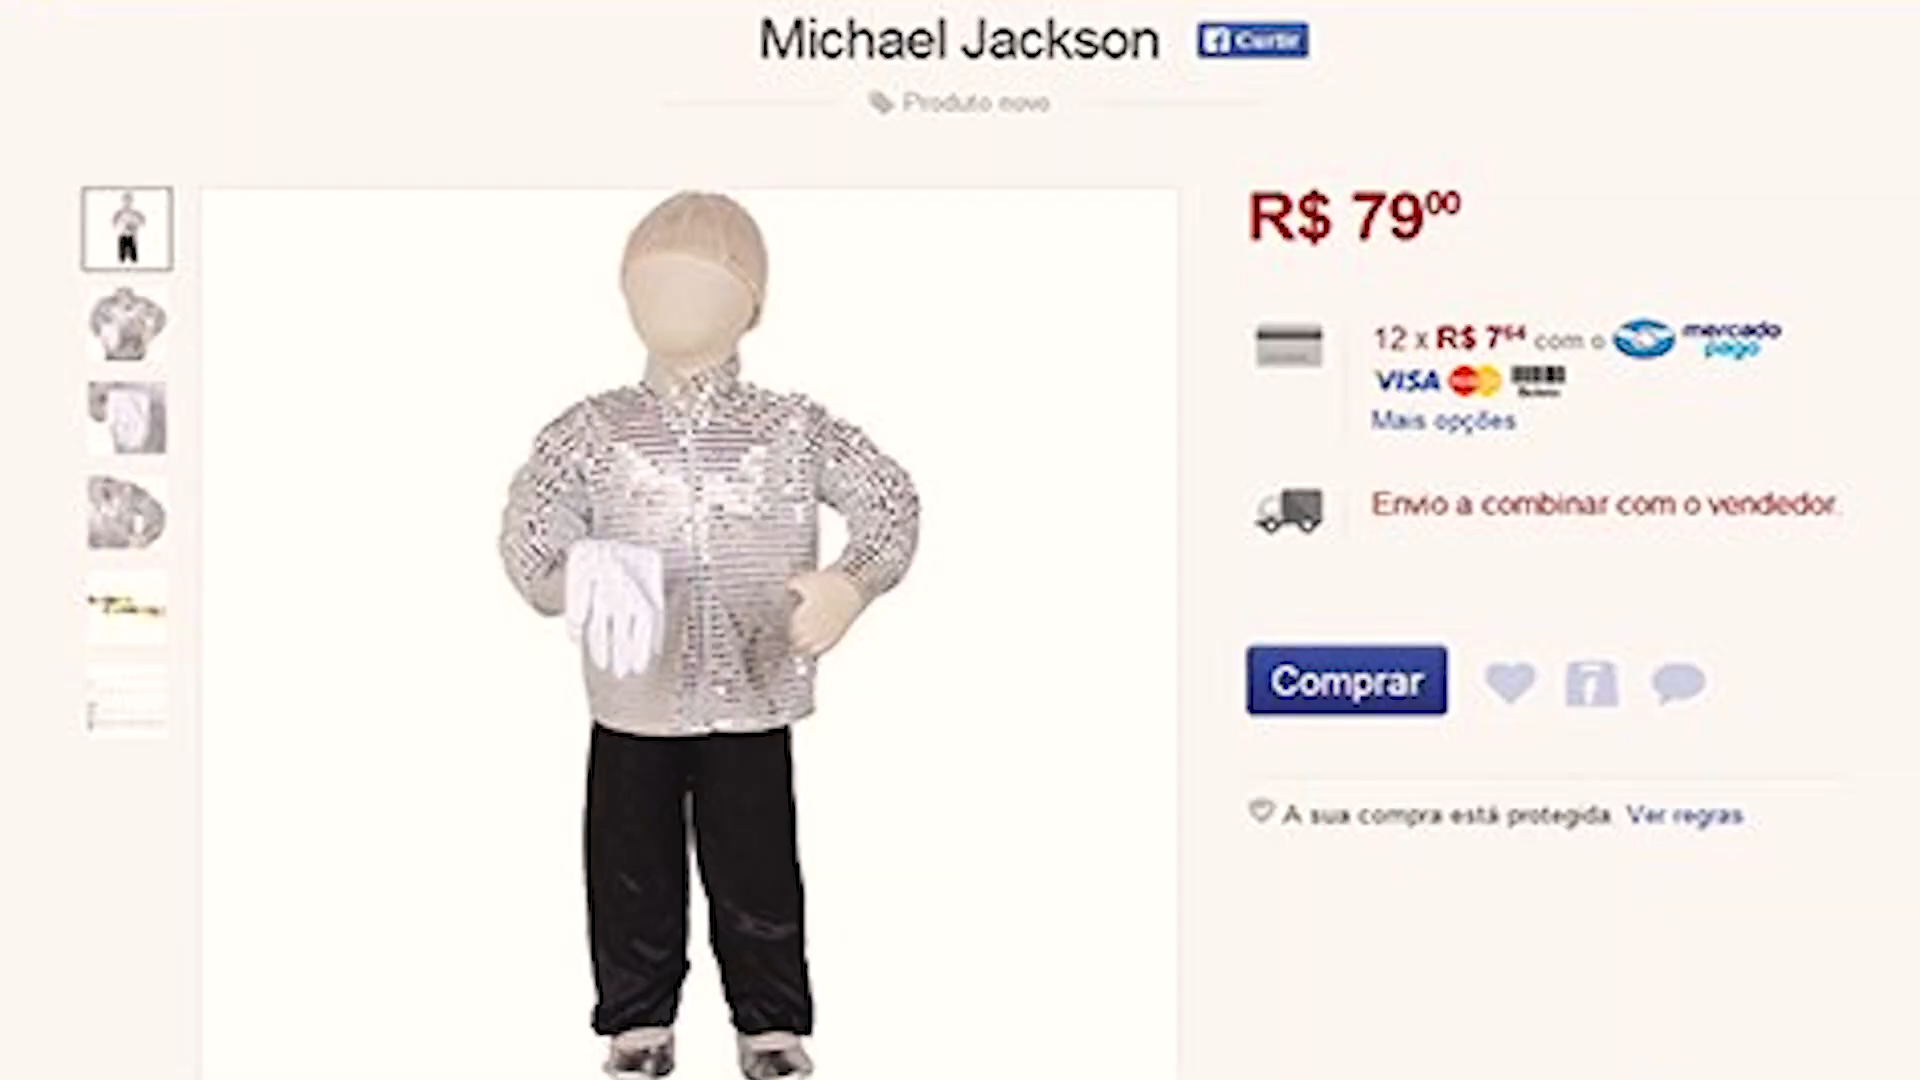 Michael Jackson
Curtir
Produto novo
R$ 79⁰⁰
12 x R$ 7⁶⁴ com o mercado pago
VISA
Mais opções
Envio a combinar com o vendedor.
Comprar
A sua compra está protegida. Ver regras